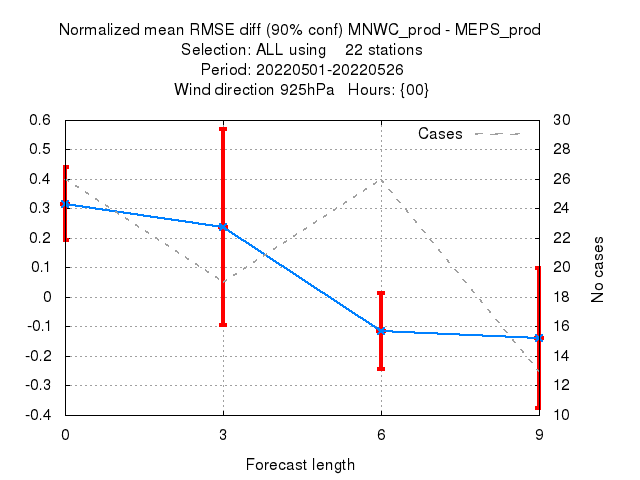 Normalized mean RMSE diff (90% conf) MNWC_prod - MEPS_prod
Selection: ALL using    22 stations
Period: 20220501-20220526
Wind direction 925hPa   Hours: {00}
Cases
0.6
0.5
0.4
0.3
0.2
0.1
0
-0.1
-0.2
-0.3
-0.4
30
28
26
24
22
20
18
16
14
12
10
No cases
0 3 6 9
Forecast length